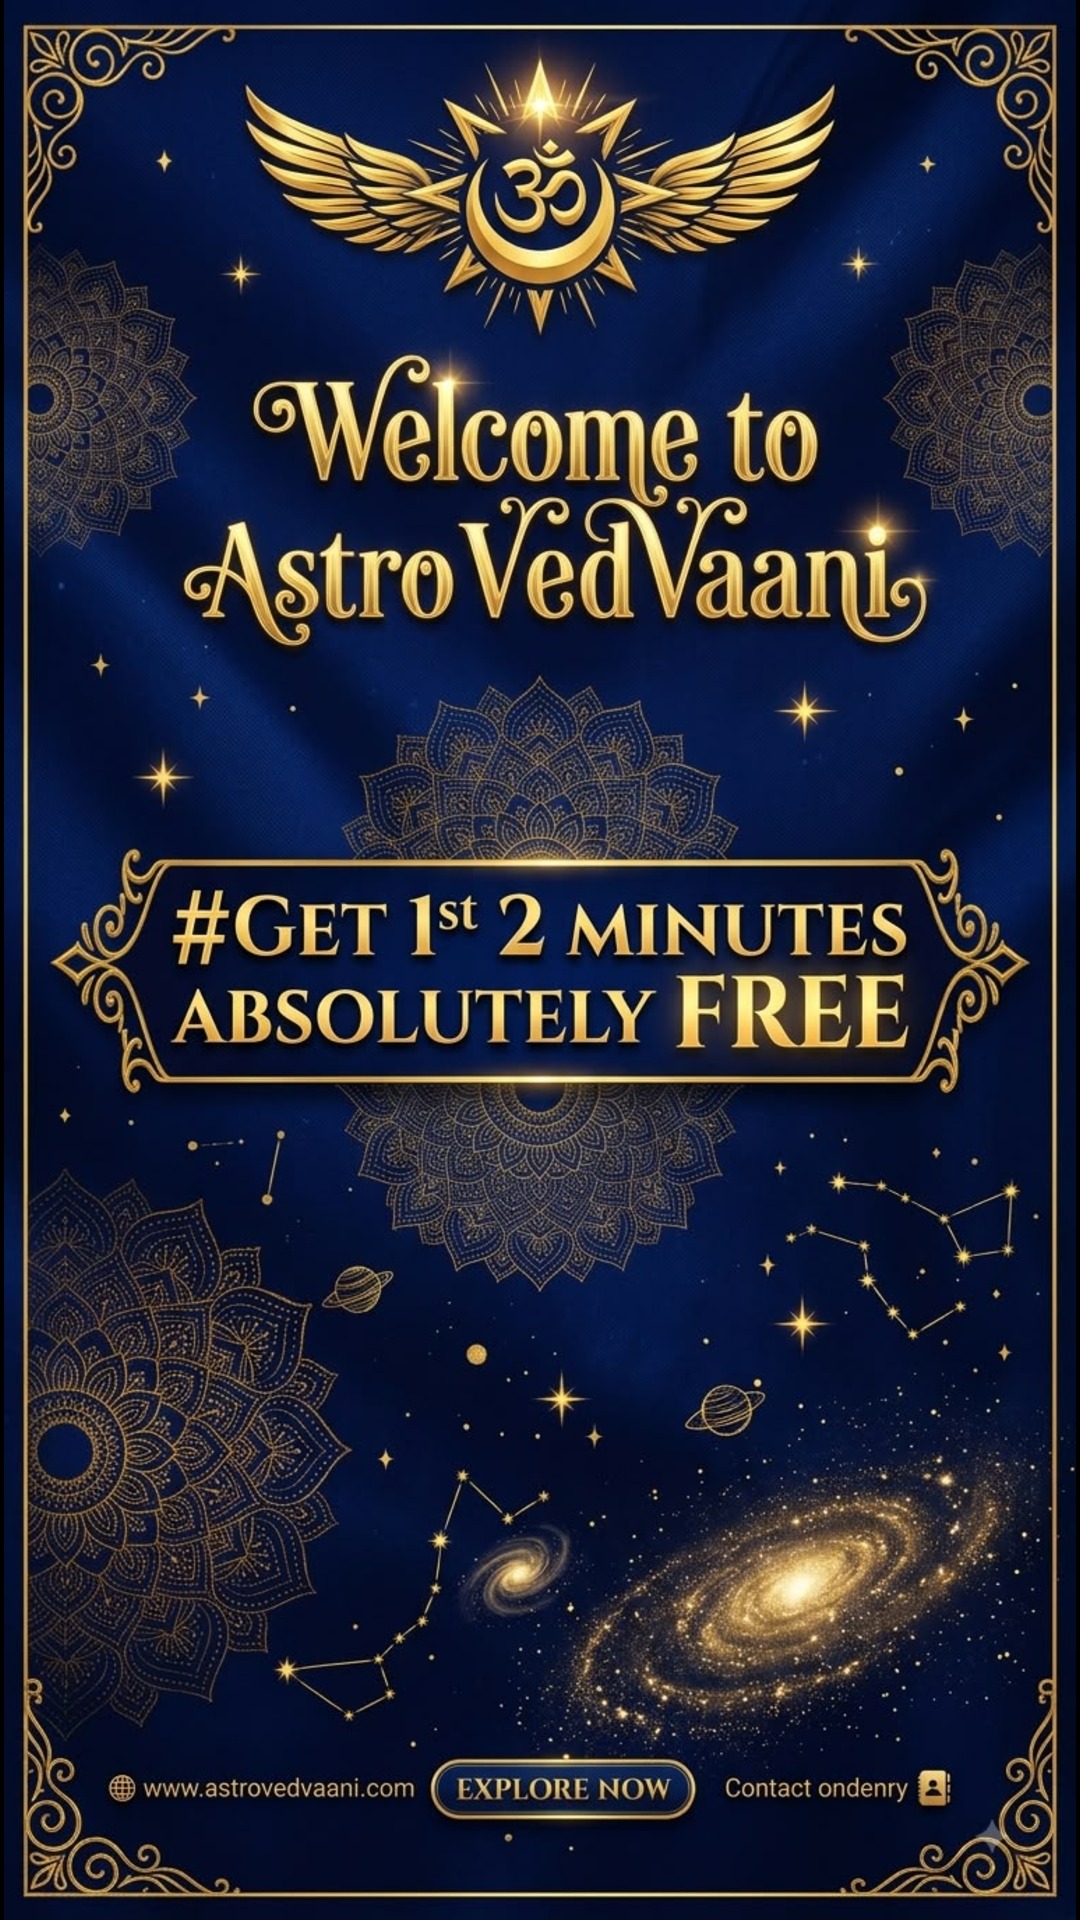 ॐ
Welcome to
AstroVedVaani
#GET 1st 2 MINUTES
ABSOLUTELY FREE
www.astrovedvaani.com EXPLORE NOW Contact ondenry